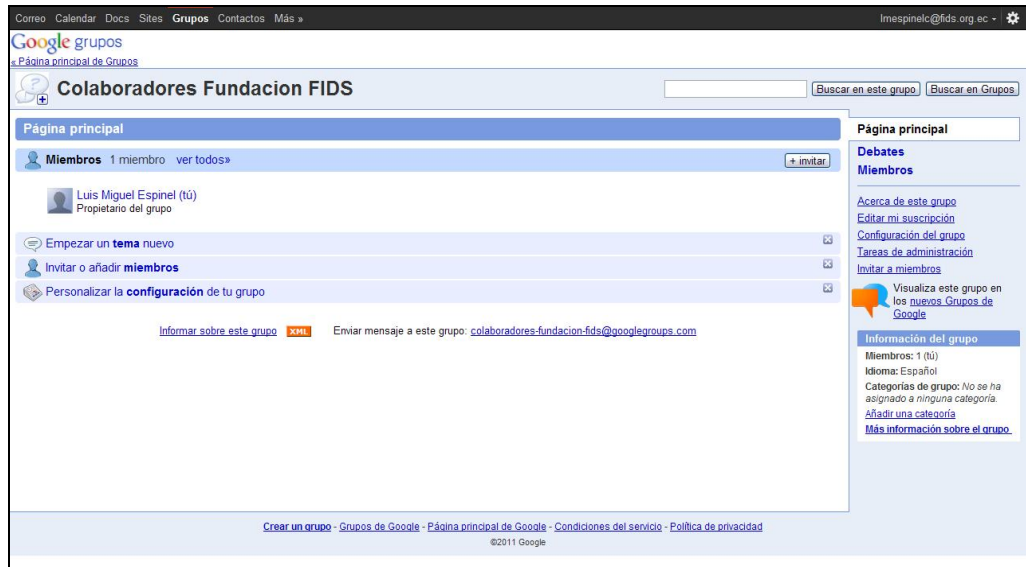 Correo Calendar Docs Sites Grupos Contactos Más » lmespinelc@fids.org.ec
Google grupos
« Página principal de Grupos
Colaboradores Fundacion FIDS Buscar en este grupo Buscar en Grupos
Página principal
Miembros 1 miembro ver todos» + invitar
Luis Miguel Espinel (tú)
Propietario del grupo
Empezar un tema nuevo
Invitar o añadir miembros
Personalizar la configuración de tu grupo
Informar sobre este grupo XML Enviar mensaje a este grupo: colaboradores-fundacion-fids@googlegroups.com
Página principal
Debates
Miembros
Acerca de este grupo
Editar mi suscripción
Configuración del grupo
Tareas de administración
Invitar a miembros
Visualiza este grupo en
los nuevos Grupos de
Google
Información del grupo
Miembros: 1 (tú)
Idioma: Español
Categorías de grupo: No se ha
asignado a ninguna categoría.
Añadir una categoría
Más información sobre el grupo
Crear un grupo - Grupos de Google - Página principal de Google - Condiciones del servicio - Política de privacidad
©2011 Google